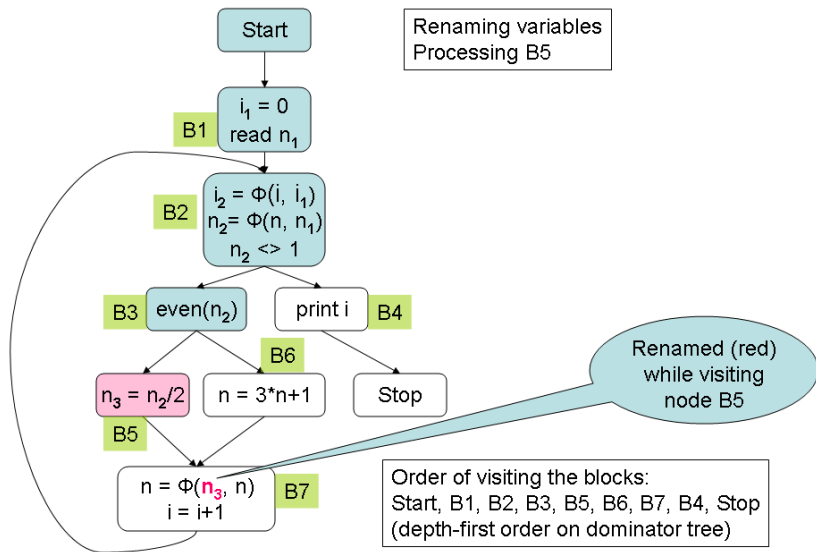 Start
Renaming variables
Processing B5
i₁ = 0
read n₁
B1
i₂ = Φ(i, i₁)
n₂= Φ(n, n₁)
n₂ <> 1
B2
B3
even(n₂)
print i
B4
B6
n₃ = n₂/2
n = 3*n+1
Stop
Renamed (red)
while visiting
node B5
B5
n = Φ(n₃, n)
i = i+1
B7
Order of visiting the blocks:
Start, B1, B2, B3, B5, B6, B7, B4, Stop
(depth-first order on dominator tree)